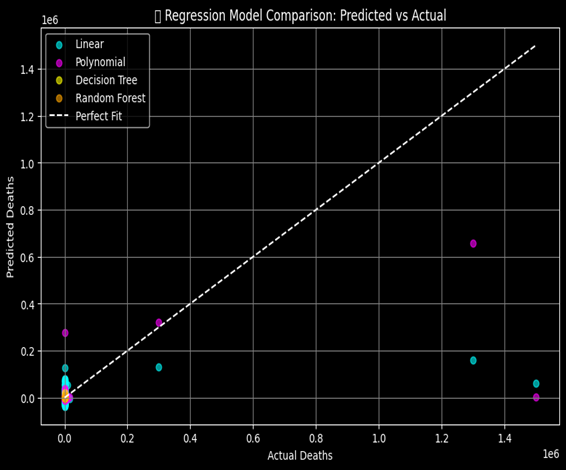 ▯ Regression Model Comparison: Predicted vs Actual
1e6
Linear
Polynomial
Decision Tree
Random Forest
Perfect Fit
1.4
1.2
1.0
0.8
0.6
0.4
0.2
0.0
Predicted Deaths
0.0 0.2 0.4 0.6 0.8 1.0 1.2 1.4
1e6
Actual Deaths